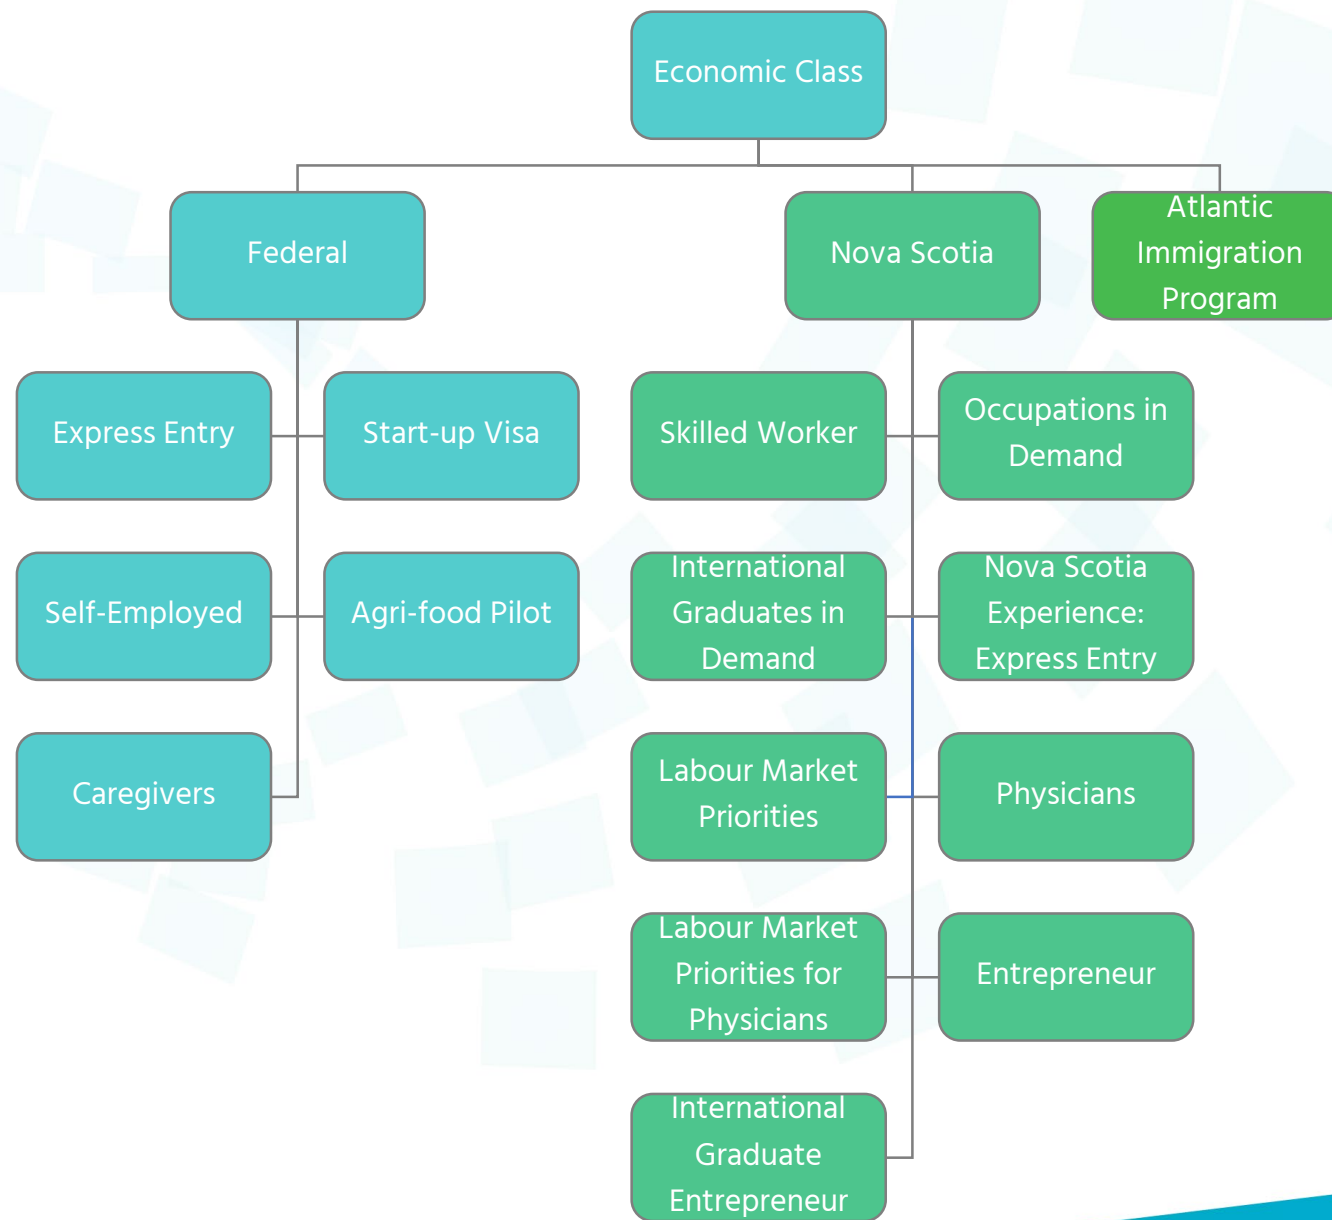 Economic Class
Federal
Nova Scotia
Atlantic
Immigration
Program
Express Entry
Start-up Visa
Skilled Worker
Occupations in
Demand
Self-Employed
Agri-food Pilot
International
Graduates in
Demand
Nova Scotia
Experience:
Express Entry
Caregivers
Labour Market
Priorities
Physicians
Labour Market
Priorities for
Physicians
Entrepreneur
International
Graduate
Entrepreneur